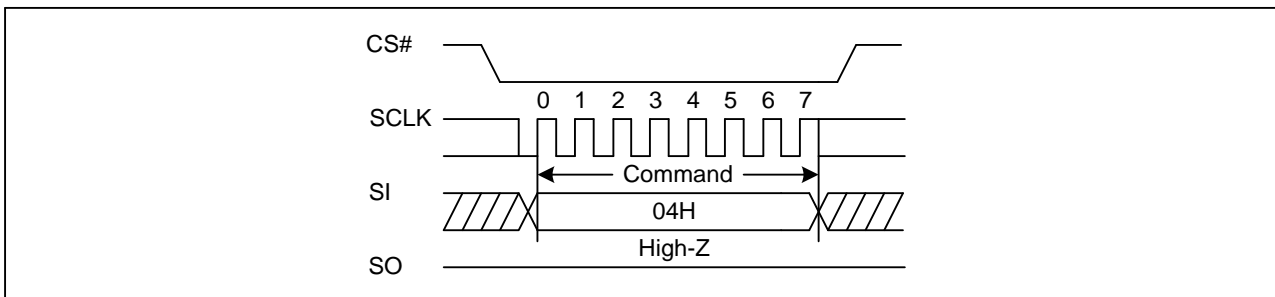 CS#
0 1 2 3 4 5 6 7
SCLK
Command
SI
04H
High-Z
SO